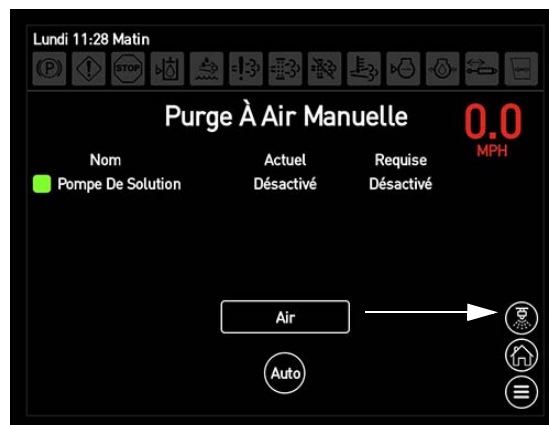 Lundi 11:28 Matin
STOP
Purge À Air Manuelle
0.0
MPH
Nom Actuel Requise
Pompe De Solution Désactivé Désactivé
Air
Auto